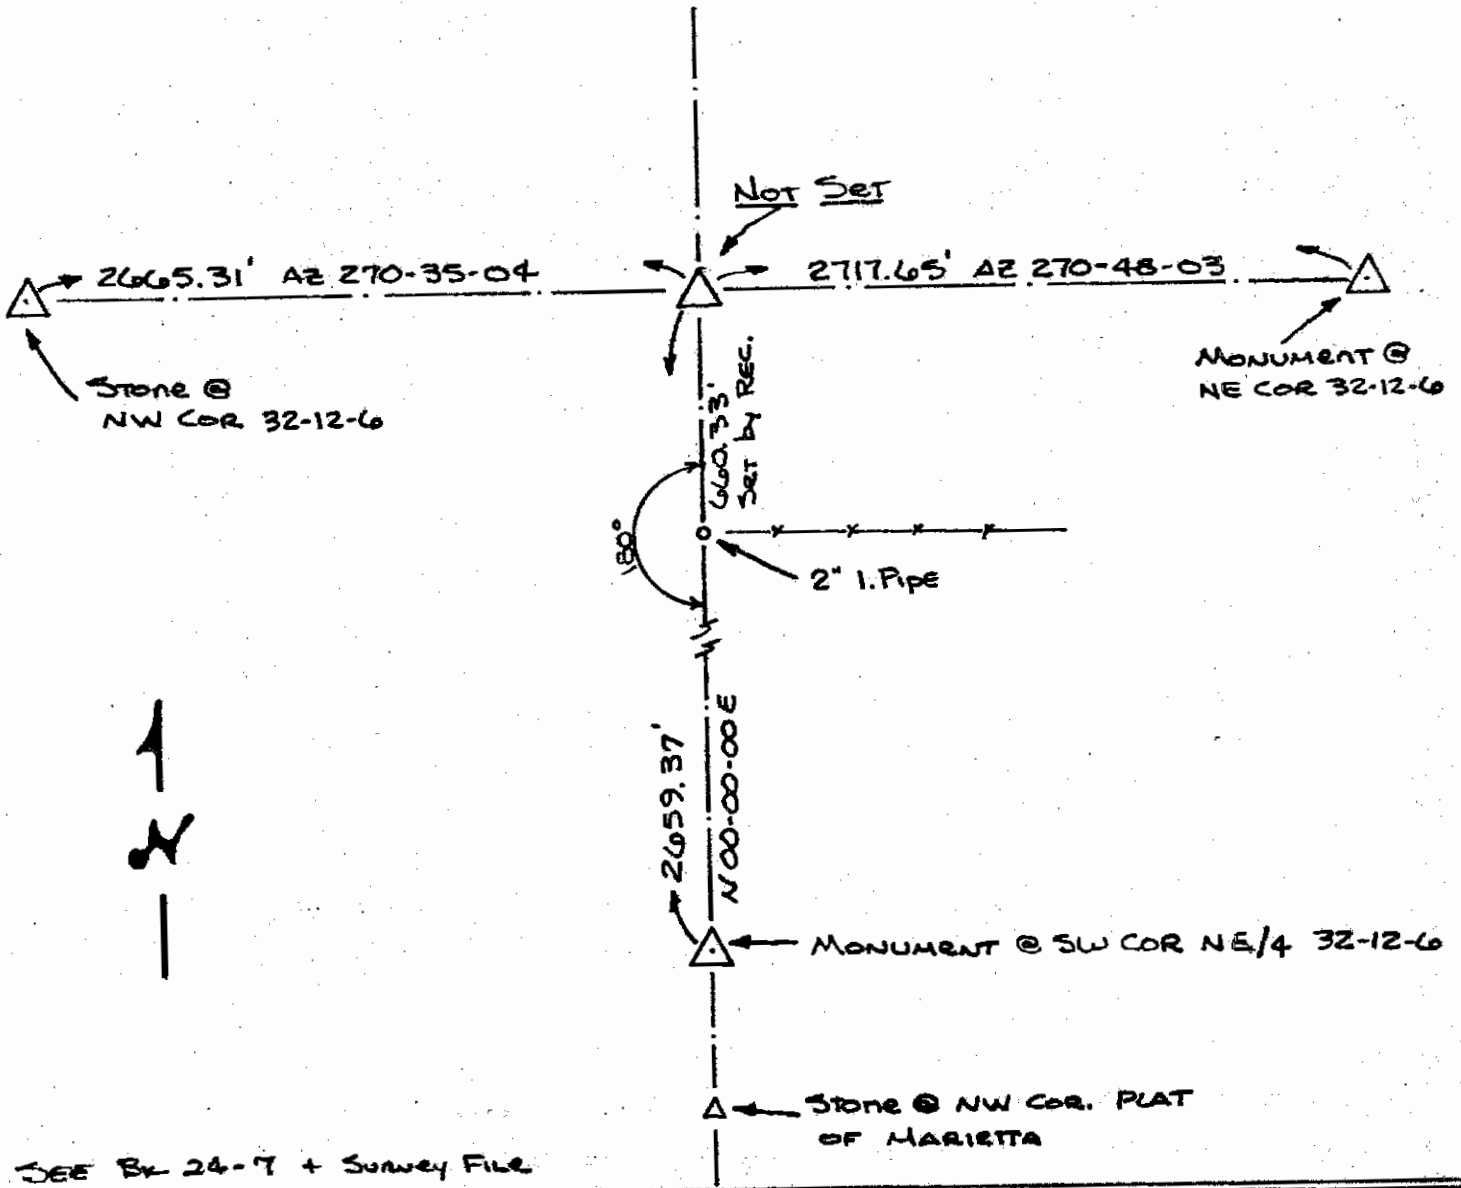 NOT SET
2665.31' AZ 270-35-04
2717.65' AZ 270-48-03
STONE @
NW COR 32-12-6
MONUMENT @
NE COR 32-12-6
660.33'
SET by REC.
180°
2" I.PIPE
2659.37'
N00-00-00E
N
MONUMENT @ SW COR NE/4 32-12-6
STONE @ NW COR. PLAT
OF MARIETTA
SEE BK 24-7 + SURVEY FILE